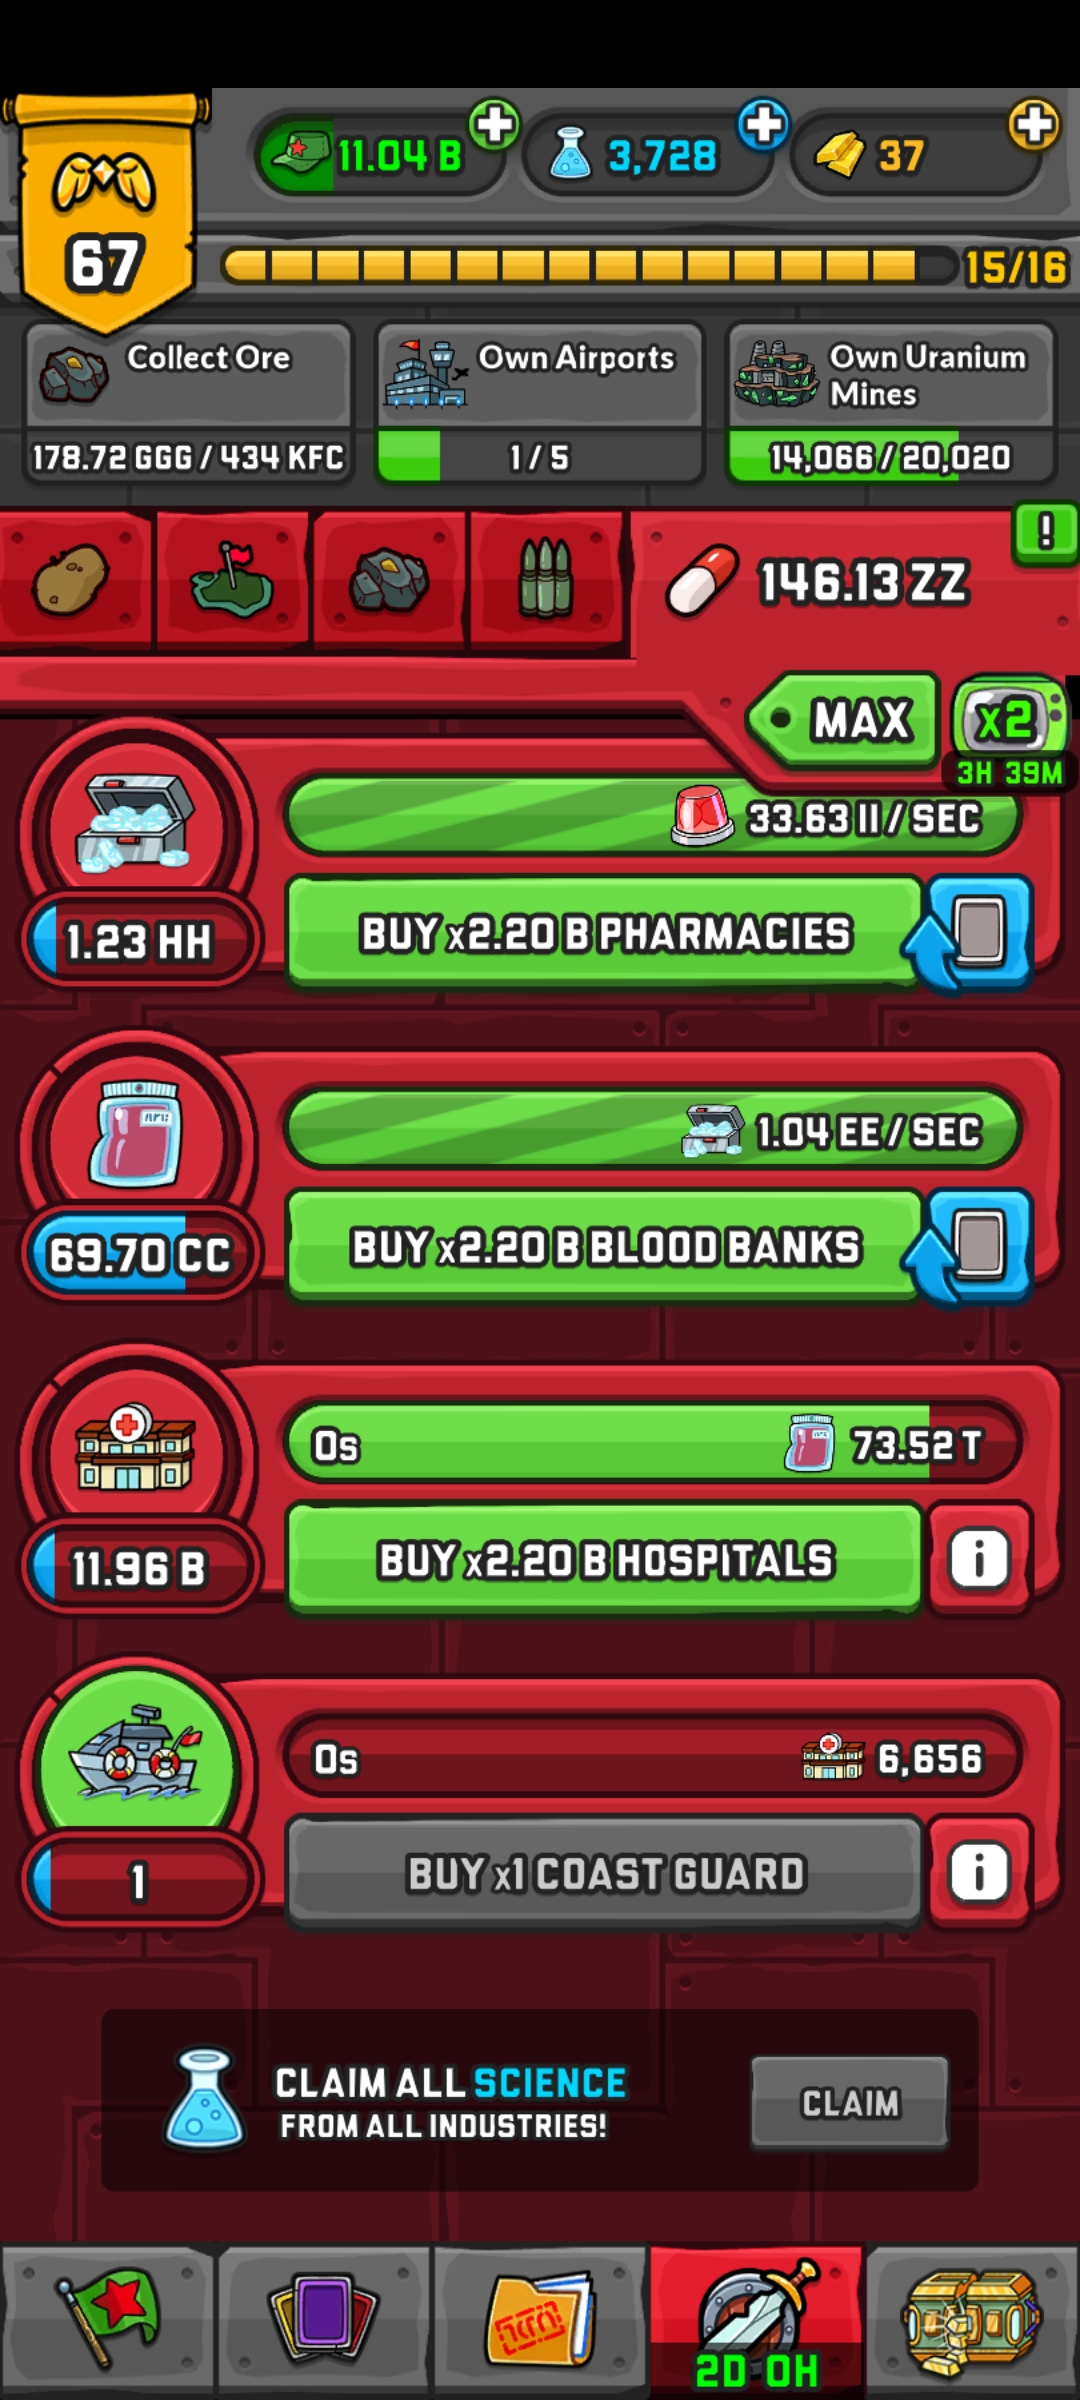 67
11.04 B
3,728
37
15/16
Collect Ore
178.72 GGG / 434 KFC
Own Airports
1 / 5
Own Uranium
Mines
14,066 / 20,020
146.13 ZZ
!
MAX
x2
3H 39M
33.63 II / SEC
1.23 HH
BUY x2.20 B PHARMACIES
1.04 EE / SEC
69.70 CC
BUY x2.20 B BLOOD BANKS
0s
73.52 T
11.96 B
BUY x2.20 B HOSPITALS
i
0s
6,656
1
BUY x1 COAST GUARD
i
CLAIM ALL SCIENCE
FROM ALL INDUSTRIES!
CLAIM
2D 0H